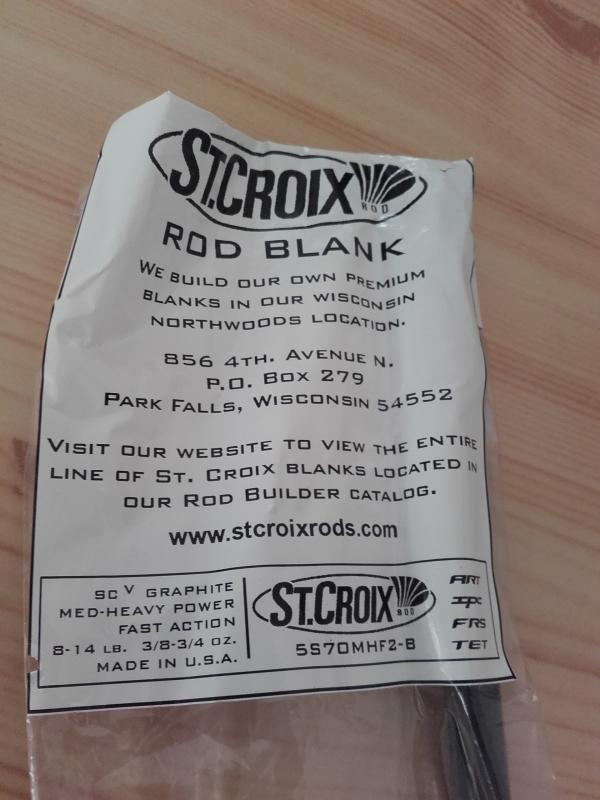 ST.CROIX
ROD
ROD BLANK
WE BUILD OUR OWN PREMIUM
BLANKS IN OUR WISCONSIN
NORTHWOODS LOCATION.
856 4TH. AVENUE N.
P.O. BOX 279
PARK FALLS, WISCONSIN 54552
VISIT OUR WEBSITE TO VIEW THE ENTIRE
LINE OF ST. CROIX BLANKS LOCATED IN
OUR ROD BUILDER CATALOG.
www.stcroixrods.com
SC V GRAPHITE
MED-HEAVY POWER
FAST ACTION
8-14 LB. 3/8-3/4 OZ.
MADE IN U.S.A.
ST.CROIX
ROD
5S70MHF2-B
ART
IPC
FRS
TET